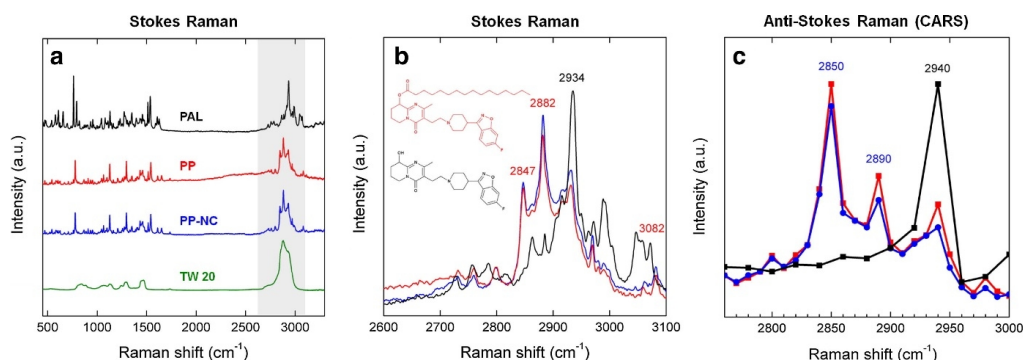 Stokes Raman
a
PAL
PP
PP-NC
TW 20
Intensity (a.u.)
500 1000 1500 2000 2500 3000
Raman shift (cm⁻¹)
Stokes Raman
b
2934
2882
2847
3082
O
O
N
N
O
N
N
O
F
OH
N
N
O
N
N
O
F
Intensity (a.u.)
2600 2700 2800 2900 3000 3100
Raman shift (cm⁻¹)
Anti-Stokes Raman (CARS)
c
2850
2940
2890
Intensity (a.u.)
2800 2850 2900 2950 3000
Raman shift (cm⁻¹)